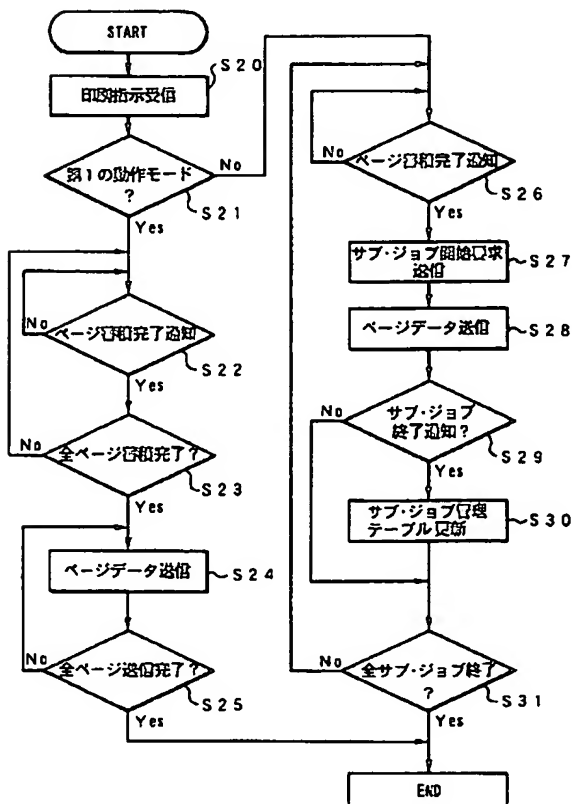 START
印刷指示受信
S20
第1の動作モード
?
No
S21
Yes
ページ蓄積完了通知
No
S22
Yes
全ページ蓄積完了?
No
S23
Yes
ページデータ送信
S24
全ページ送信完了?
No
S25
Yes
ページ蓄積完了通知
No
S26
Yes
サブ・ジョブ開始要求
送信
S27
ページデータ送信
S28
サブ・ジョブ
終了通知?
No
S29
Yes
サブ・ジョブ管理
テーブル更新
S30
全サブ・ジョブ終了
?
No
S31
Yes
END